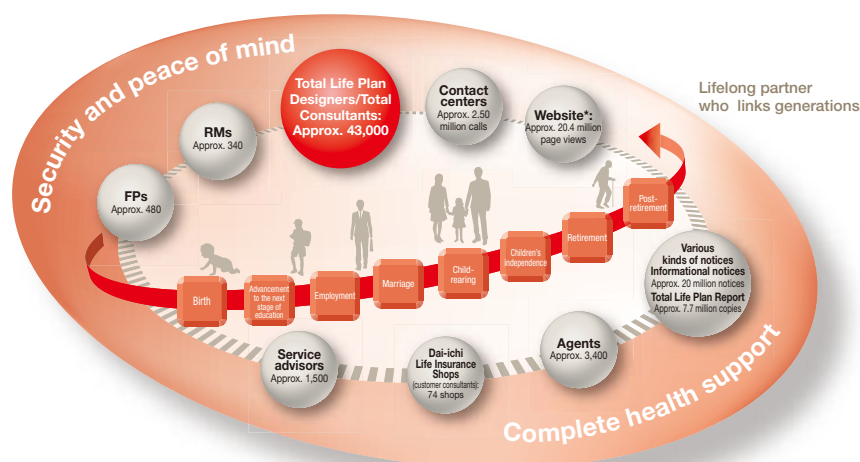 Security and peace of mind
Total Life Plan
Designers/Total
Consultants:
Approx. 43,000
Contact
centers
Approx. 2.50
million calls
Website*:
Approx. 20.4 million
page views
Lifelong partner
who links generations
RMs
Approx. 340
FPs
Approx. 480
Birth
Advancement
to the next
stage of
education
Employment
Marriage
Child-
rearing
Children's
independence
Retirement
Post-
retirement
Various
kinds of notices
Informational notices
Approx. 20 million notices
Total Life Plan Report
Approx. 7.7 million copies
Service
advisors
Approx. 1,500
Dai-ichi
Life Insurance
Shops
(customer consultants):
74 shops
Agents
Approx. 3,400
Complete health support